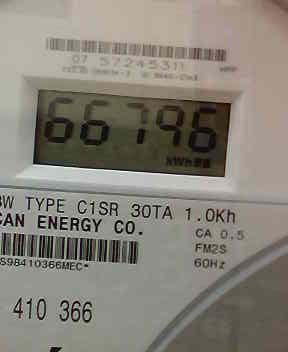 07 57245311
66796
kWh
3W TYPE C1SR 30TA 1.0Kh
CAN ENERGY CO.
CA 0.5
FM2S
60Hz
S98410366MEC*
410 366